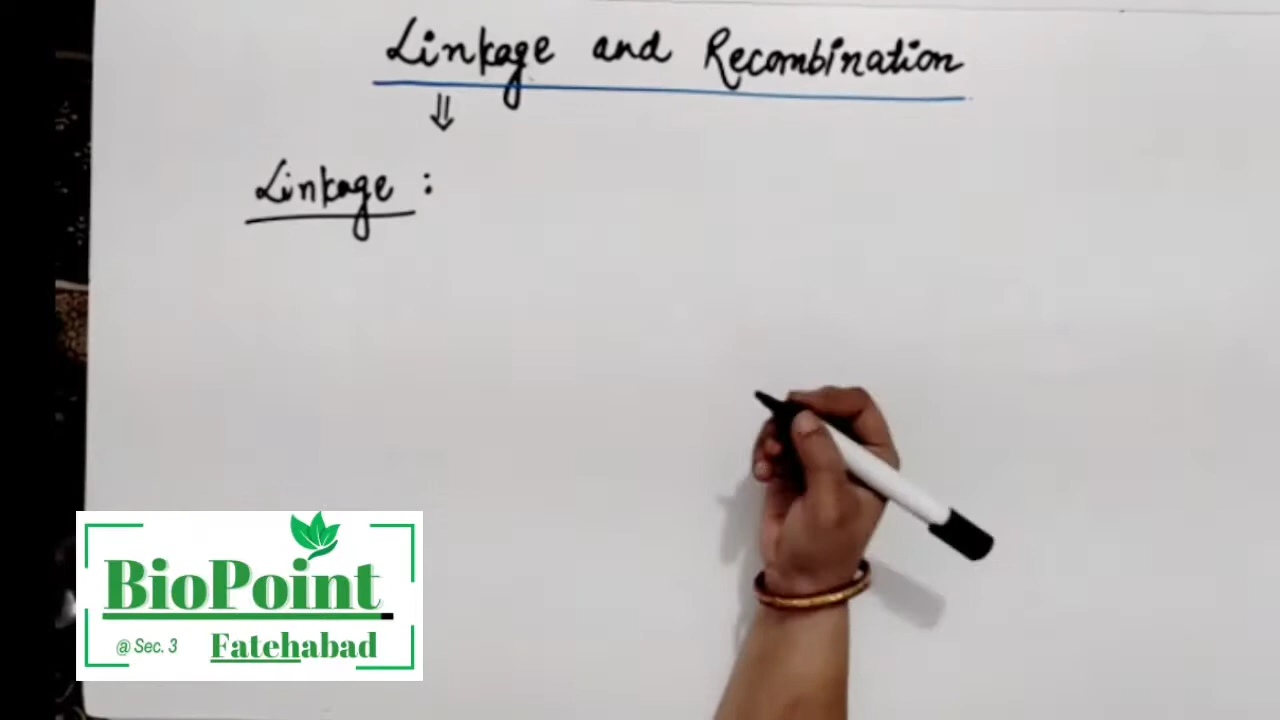 Linkage and Recombination
⇓
Linkage :
BioPoint
@ Sec. 3 Fatehabad